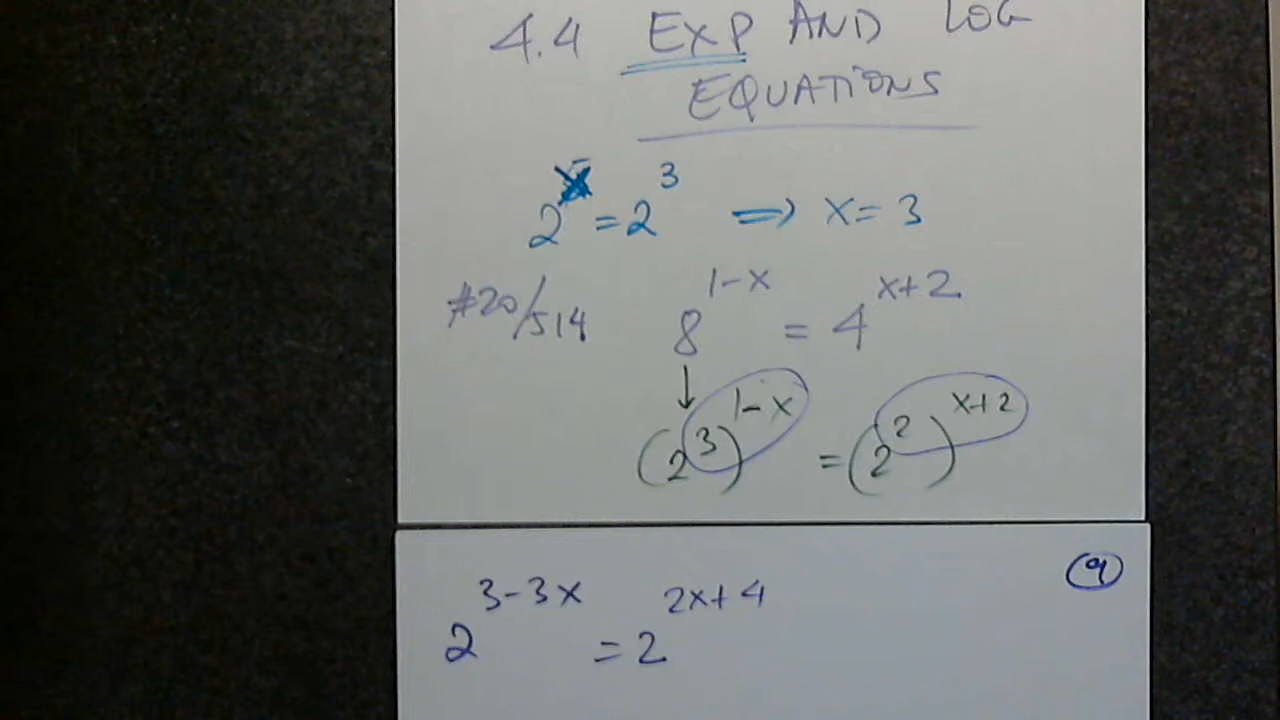 4.4 EXP AND LOG
EQUATIONS
2^x = 2^3 ⇒ x = 3
#20/514 8^{1-x} = 4^{x+2}
↓
(2^3)^{1-x} = (2^2)^{x+2}
9
2^{3-3x} = 2^{2x+4}